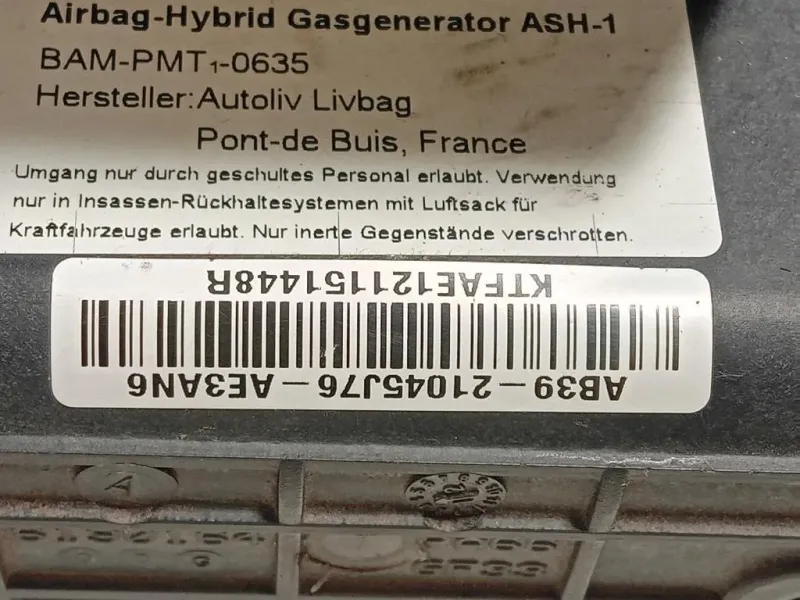 Airbag-Hybrid Gasgenerator ASH-1
BAM-PMT₁-0635
Hersteller: Autoliv Livbag
Pont-de Buis, France
Umgang nur durch geschultes Personal erlaubt. Verwendung
nur in Insassen-Rückhaltesystemen mit Luftsack für
Kraftfahrzeuge erlaubt. Nur inerte Gegenstände verschrotten.
AB39-21045J76-AE3AN6
KTFAE121151448R
A
G